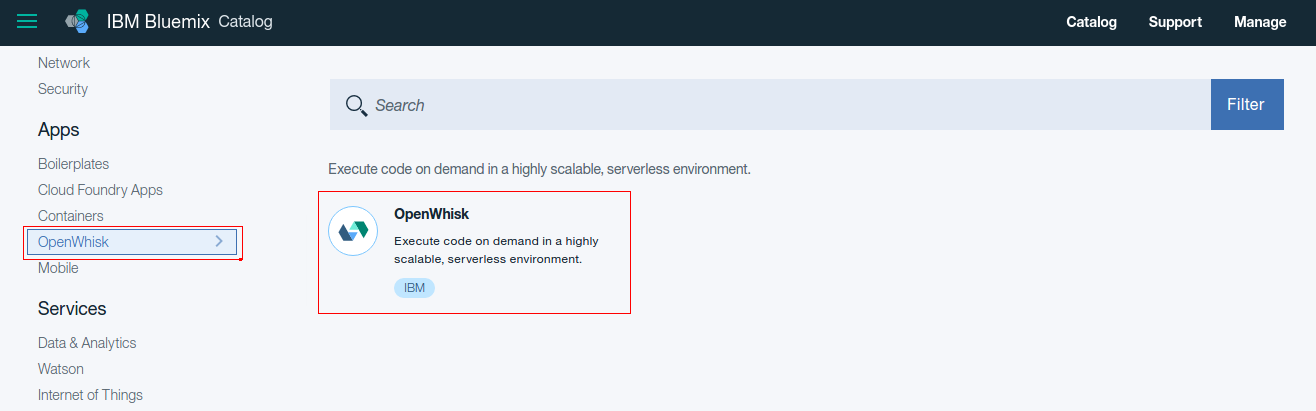 IBM Bluemix Catalog
Catalog Support Manage
Network
Security
Apps
Boilerplates
Cloud Foundry Apps
Containers
OpenWhisk
Mobile
Services
Data & Analytics
Watson
Internet of Things
Search
Filter
Execute code on demand in a highly scalable, serverless environment.
OpenWhisk
Execute code on demand in a highly
scalable, serverless environment.
IBM